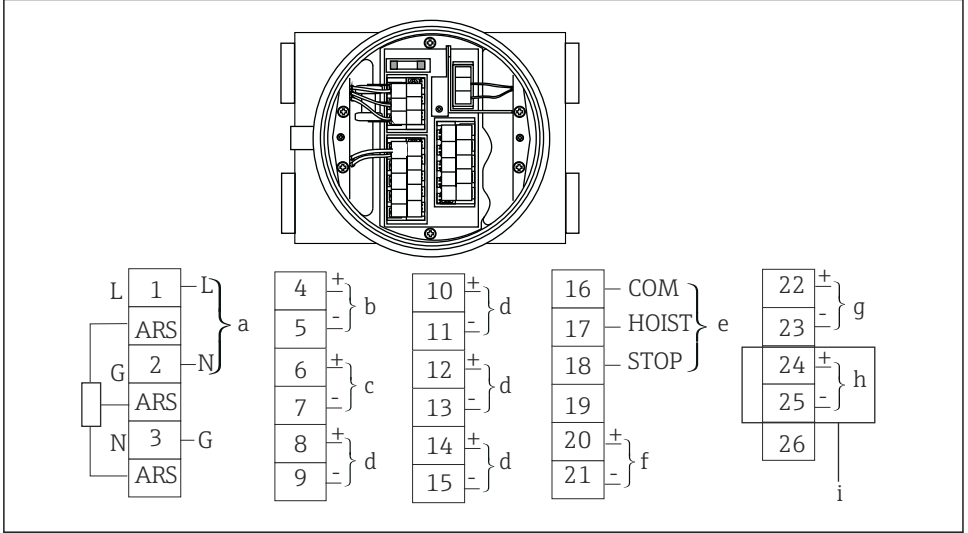 L 1 L
ARS
a
G 2 N
ARS
N 3 G
ARS
4 +
b
5 -
6 +
c
7 -
8 +
d
9 -
10 +
d
11 -
12 +
d
13 -
14 +
d
15 -
16 COM
17 HOIST e
18 STOP
19
20 +
f
21 -
22 +
g
23 -
24 +
h
25 -
26
i